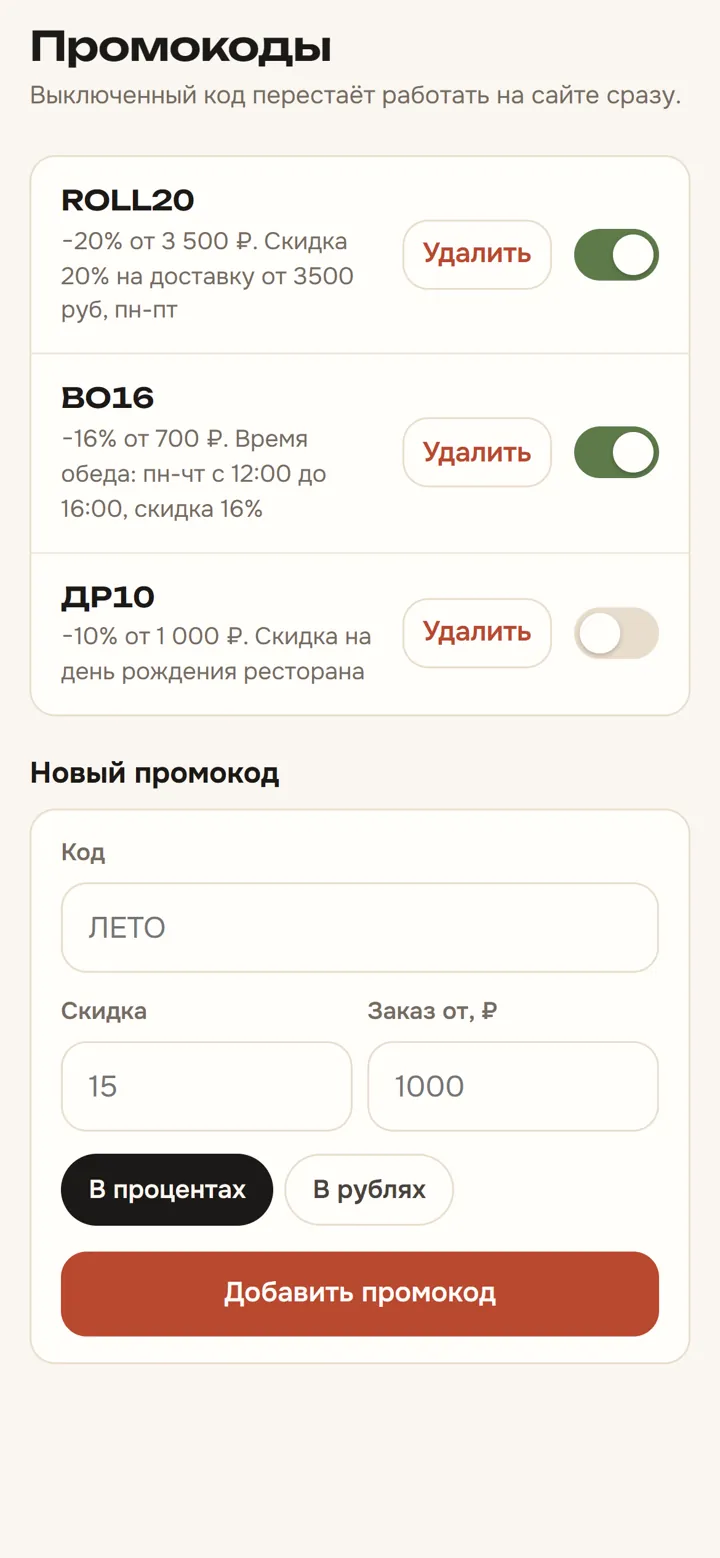 Промокоды
Выключенный код перестаёт работать на сайте сразу.
ROLL20
-20% от 3 500 ₽. Скидка
20% на доставку от 3500
руб, пн-пт
Удалить
ВО16
-16% от 700 ₽. Время
обеда: пн-чт с 12:00 до
16:00, скидка 16%
Удалить
ДР10
-10% от 1 000 ₽. Скидка на
день рождения ресторана
Удалить
Новый промокод
Код
ЛЕТО
Скидка
Заказ от, ₽
15
1000
В процентах
В рублях
Добавить промокод